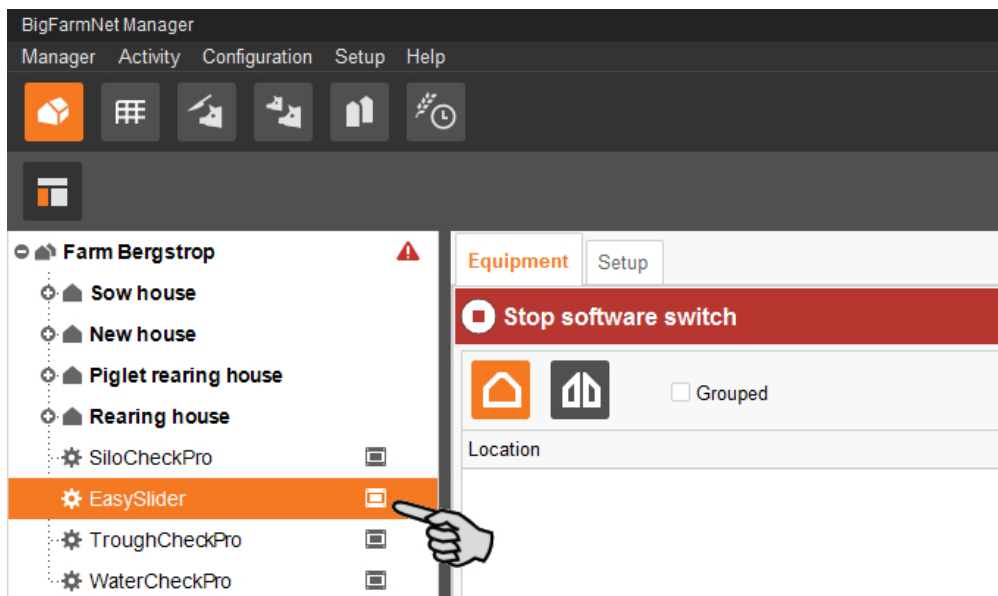 BigFarmNet Manager
Manager Activity Configuration Setup Help
Farm Bergstrop
Sow house
New house
Piglet rearing house
Rearing house
SiloCheckPro
EasySlider
TroughCheckPro
WaterCheckPro
Equipment Setup
Stop software switch
Grouped
Location